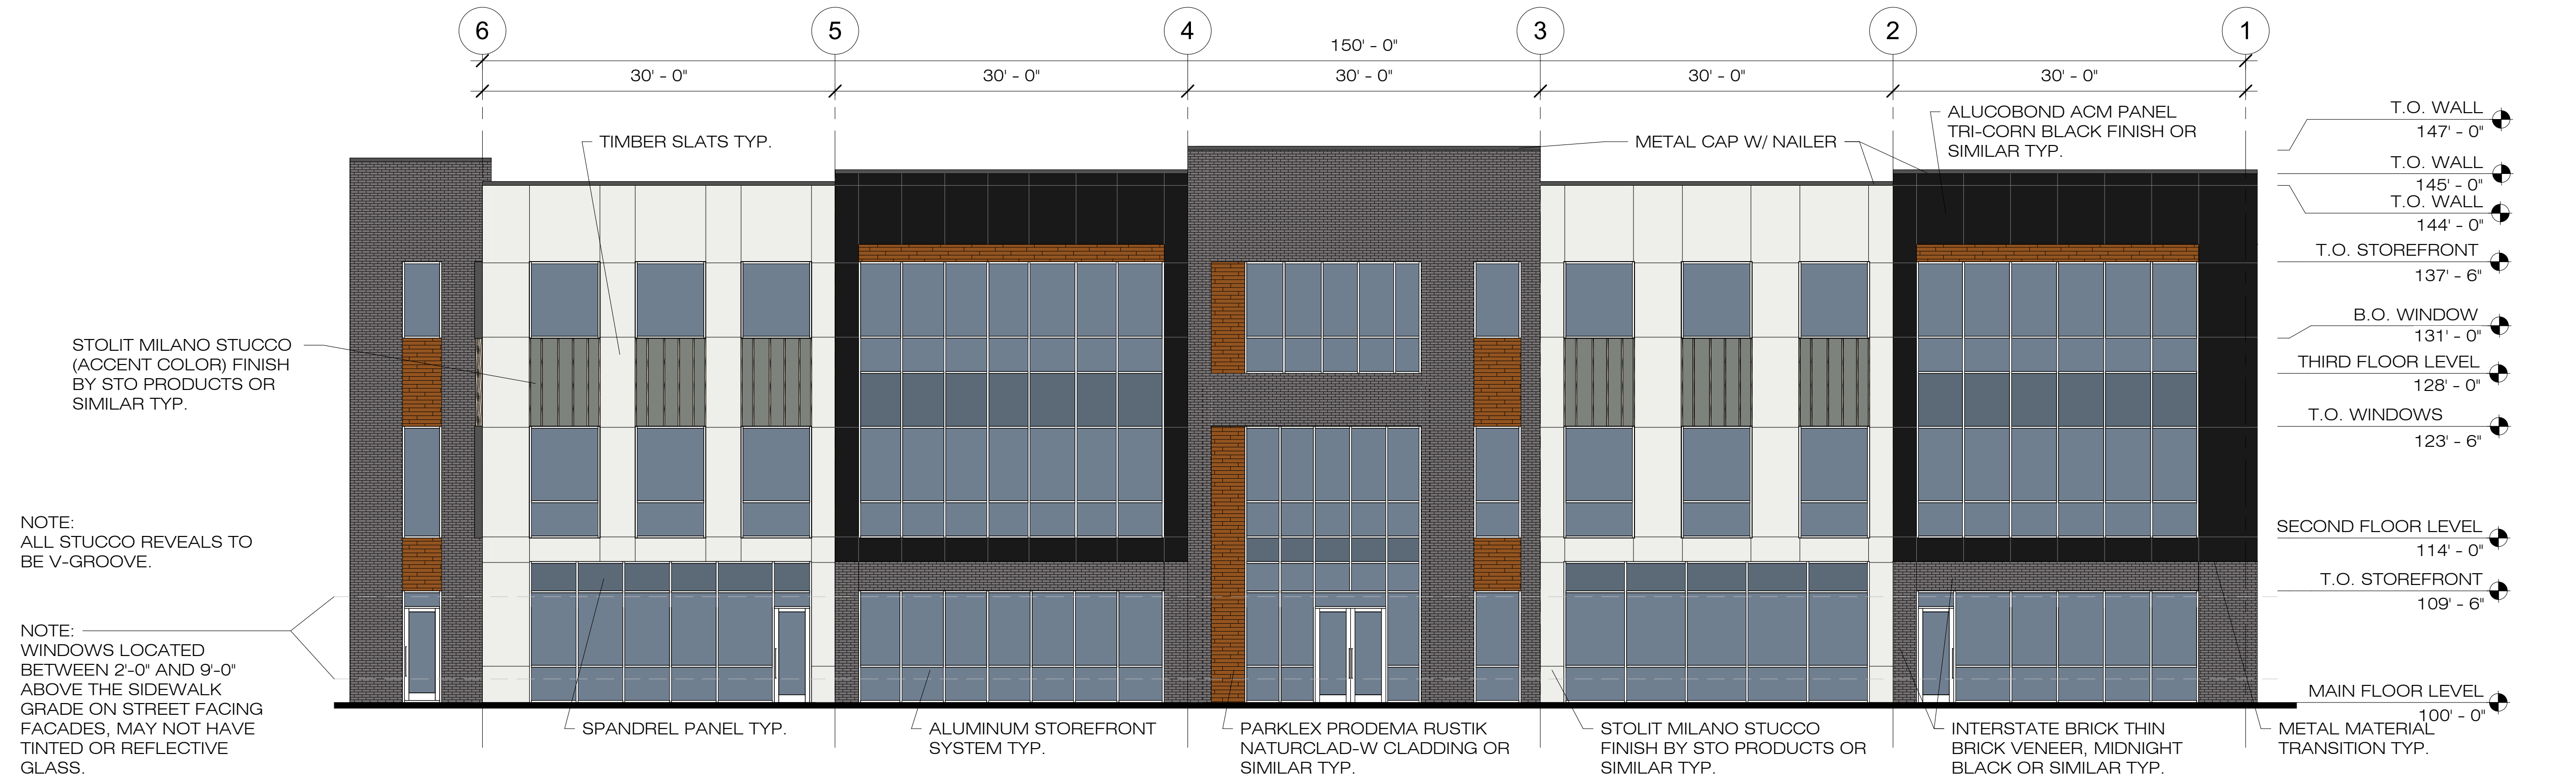 6
5
4
3
2
1
150' - 0"
30' - 0"
30' - 0"
30' - 0"
30' - 0"
30' - 0"
TIMBER SLATS TYP.
METAL CAP W/ NAILER
ALUCOBOND ACM PANEL
TRI-CORN BLACK FINISH OR
SIMILAR TYP.
T.O. WALL
147' - 0"
T.O. WALL
145' - 0"
T.O. WALL
144' - 0"
T.O. STOREFRONT
137' - 6"
B.O. WINDOW
131' - 0"
THIRD FLOOR LEVEL
128' - 0"
T.O. WINDOWS
123' - 6"
SECOND FLOOR LEVEL
114' - 0"
T.O. STOREFRONT
109' - 6"
MAIN FLOOR LEVEL
100' - 0"
STOLIT MILANO STUCCO
(ACCENT COLOR) FINISH
BY STO PRODUCTS OR
SIMILAR TYP.
NOTE:
ALL STUCCO REVEALS TO
BE V-GROOVE.
NOTE:
WINDOWS LOCATED
BETWEEN 2'-0" AND 9'-0"
ABOVE THE SIDEWALK
GRADE ON STREET FACING
FACADES, MAY NOT HAVE
TINTED OR REFLECTIVE
GLASS.
SPANDREL PANEL TYP.
ALUMINUM STOREFRONT
SYSTEM TYP.
PARKLEX PRODEMA RUSTIK
NATURCLAD-W CLADDING OR
SIMILAR TYP.
STOLIT MILANO STUCCO
FINISH BY STO PRODUCTS OR
SIMILAR TYP.
INTERSTATE BRICK THIN
BRICK VENEER, MIDNIGHT
BLACK OR SIMILAR TYP.
METAL MATERIAL
TRANSITION TYP.